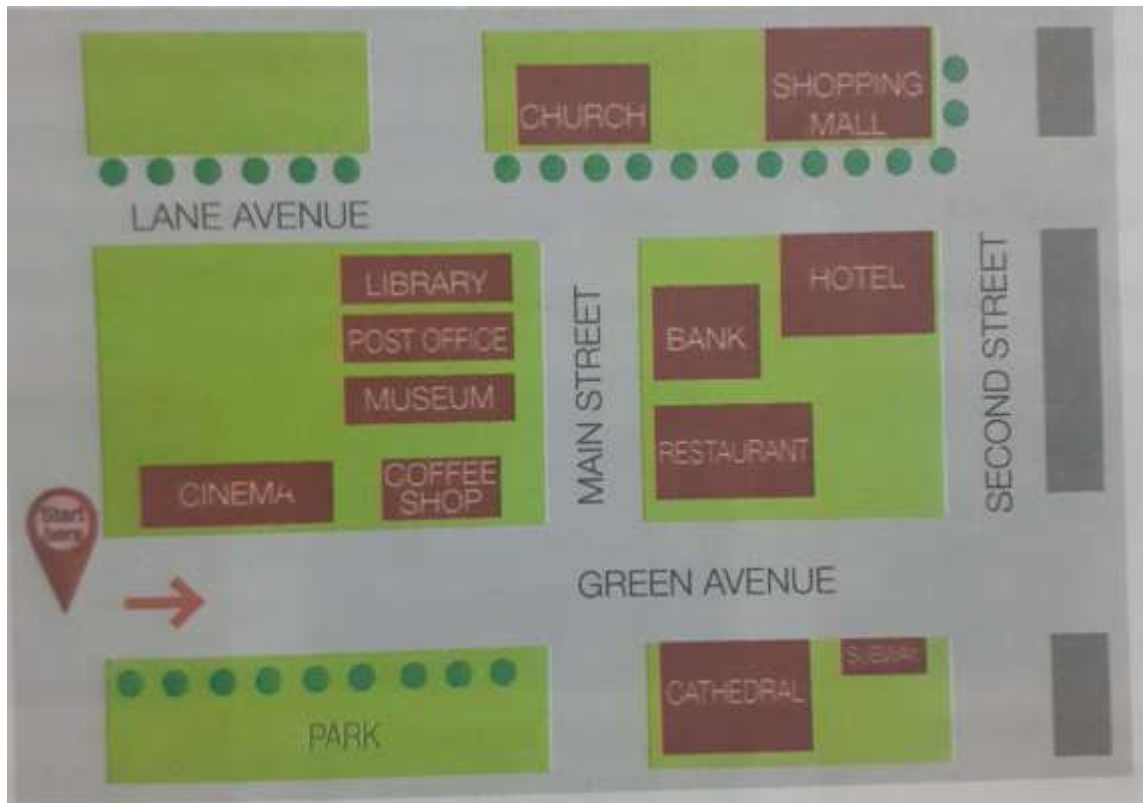 CHURCH
SHOPPING
MALL
LANE AVENUE
LIBRARY
POST OFFICE
MUSEUM
CINEMA
COFFEE
SHOP
MAIN STREET
BANK
HOTEL
RESTAURANT
SECOND STREET
Start
here
GREEN AVENUE
PARK
CATHEDRAL
SUBWAY